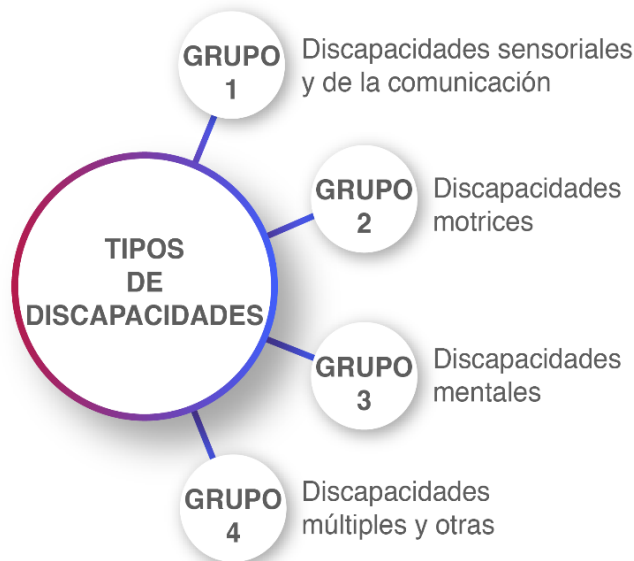 GRUPO
1
Discapacidades sensoriales
y de la comunicación
GRUPO
2
Discapacidades
motrices
TIPOS
DE
DISCAPACIDADES
GRUPO
3
Discapacidades
mentales
GRUPO
4
Discapacidades
múltiples y otras